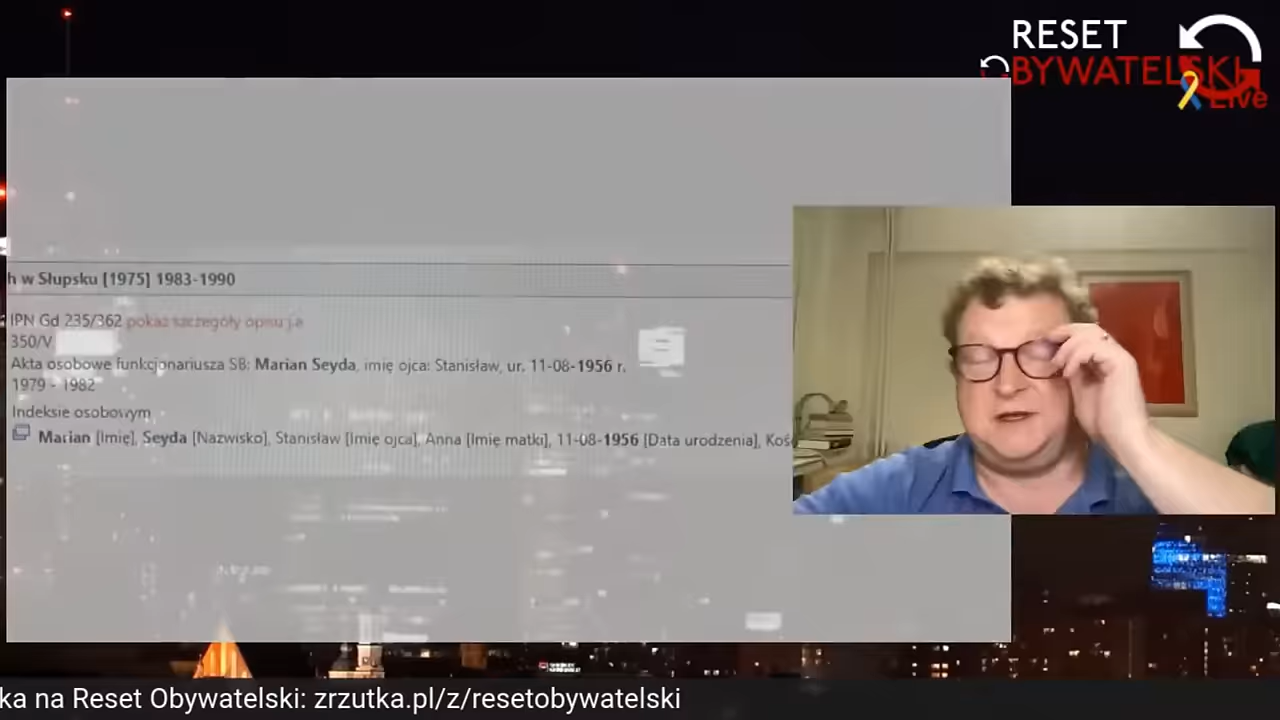 RESET
OBYWATELSKI
Live
h w Słupsku [1975] 1983-1990
IPN Gd 235/362 pokaż szczegóły opisu j.a
350/V
Akta osobowe funkcjonariusza SB: Marian Seyda, imię ojca: Stanisław, ur. 11-08-1956 r.
1979 - 1982
Indeksie osobowym
Marian [Imię], Seyda [Nazwisko], Stanisław [Imię ojca], Anna [Imię matki], 11-08-1956 [Data urodzenia], Kość
ka na Reset Obywatelski: zrzutka.pl/z/resetobywatelski